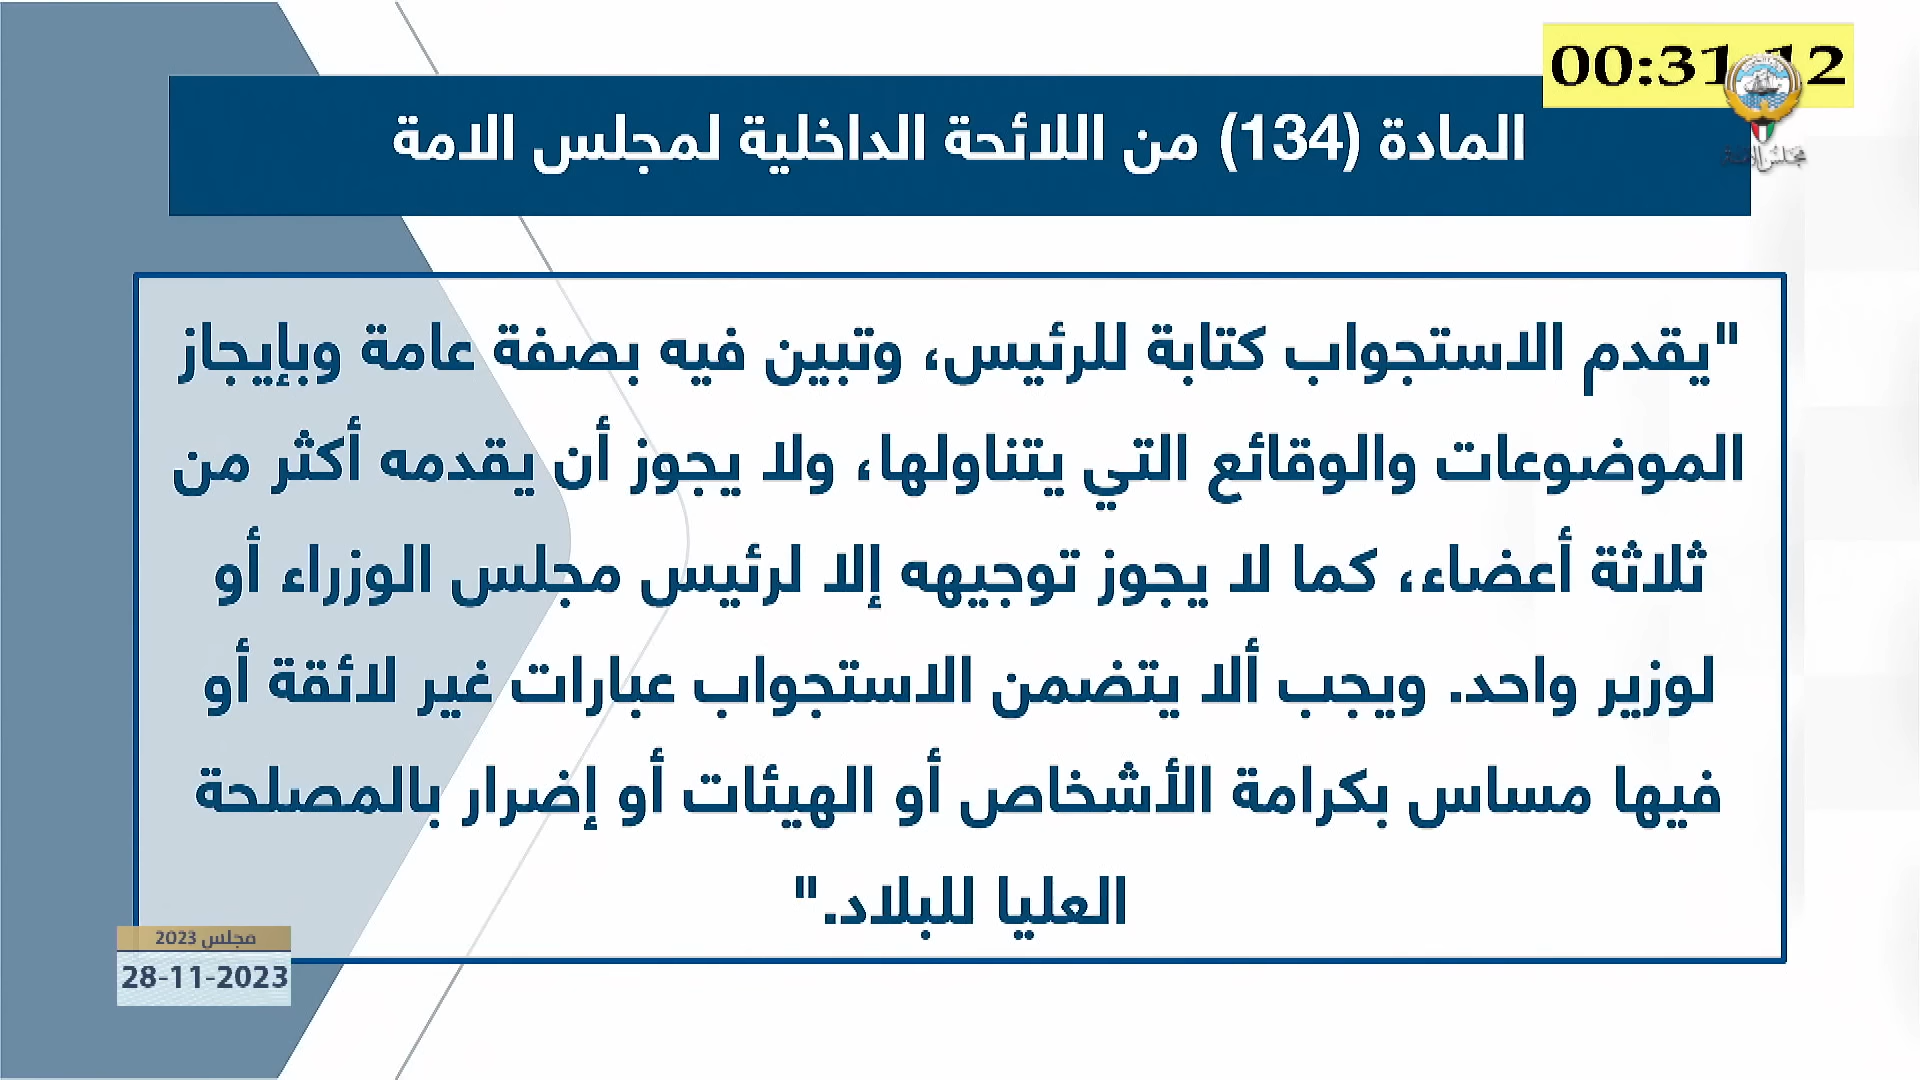 المادة (134) من اللائحة الداخلية لمجلس الامة
"يقدم الاستجواب كتابة للرئيس، وتبين فيه بصفة عامة وبإيجاز
الموضوعات والوقائع التي يتناولها، ولا يجوز أن يقدمه أكثر من
ثلاثة أعضاء، كما لا يجوز توجيهه إلا لرئيس مجلس الوزراء أو
لوزير واحد. ويجب ألا يتضمن الاستجواب عبارات غير لائقة أو
فيها مساس بكرامة الأشخاص أو الهيئات أو إضرار بالمصلحة
العليا للبلاد."
مجلس 2023
28-11-2023